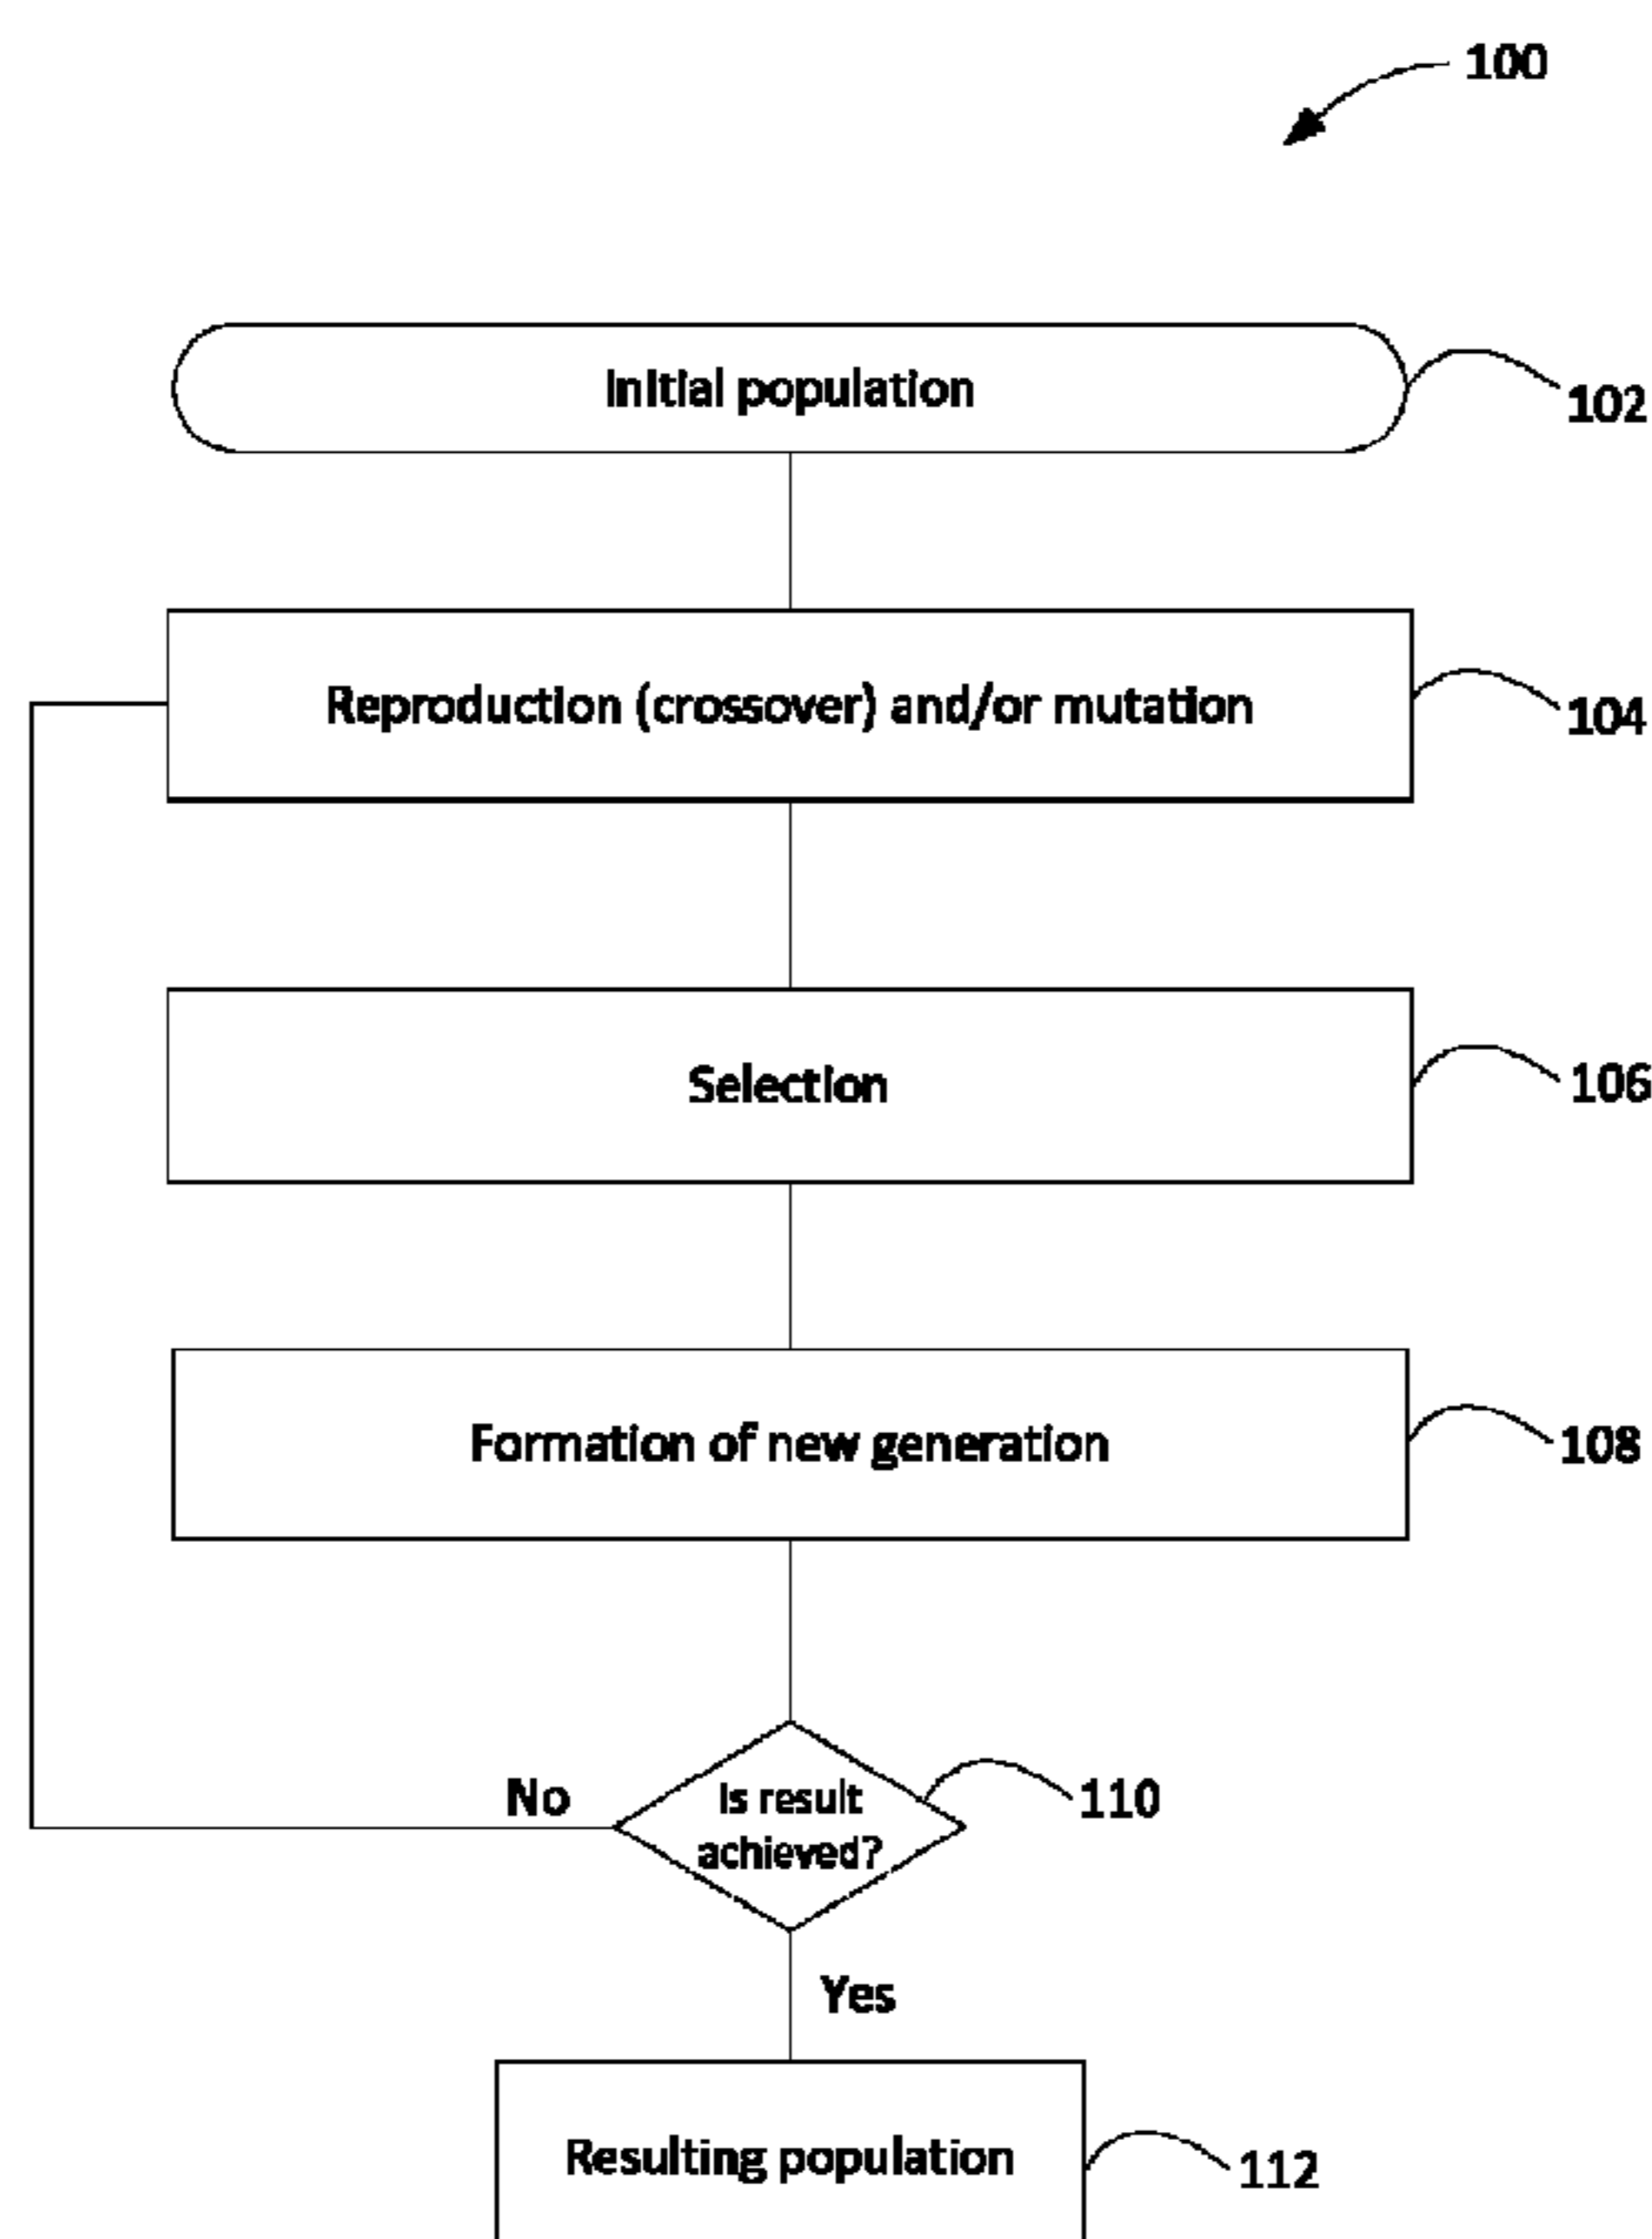 100
Initial population
102
Reproduction (crossover) and/or mutation
104
Selection
106
Formation of new generation
108
No
Is result
achieved?
110
Yes
Resulting population
112